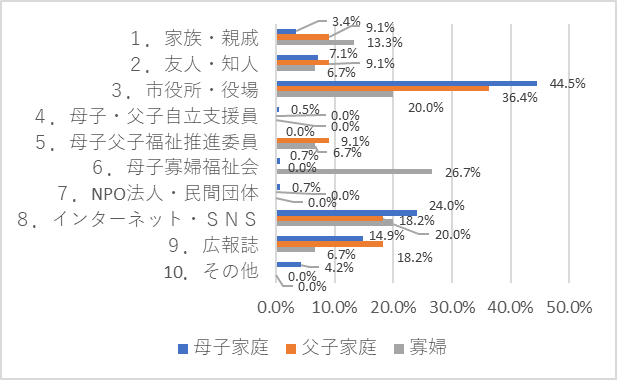 3.4%
9.1%
１．家族・親戚
13.3%
7.1%
２．友人・知人
9.1%
6.7%
３．市役所・役場
44.5%
36.4%
20.0%
４．母子・父子自立支援員
0.5%
0.0%
0.0%
５．母子父子福祉推進委員
0.0%
9.1%
6.7%
６．母子寡婦福祉会
0.7%
0.0%
26.7%
７．NPO法人・民間団体
0.7%
0.0%
0.0%
８．インターネット・ＳＮＳ
24.0%
18.2%
20.0%
９．広報誌
14.9%
18.2%
6.7%
10．その他
4.2%
0.0%
0.0%
0.0% 10.0% 20.0% 30.0% 40.0% 50.0%
母子家庭 父子家庭 寡婦